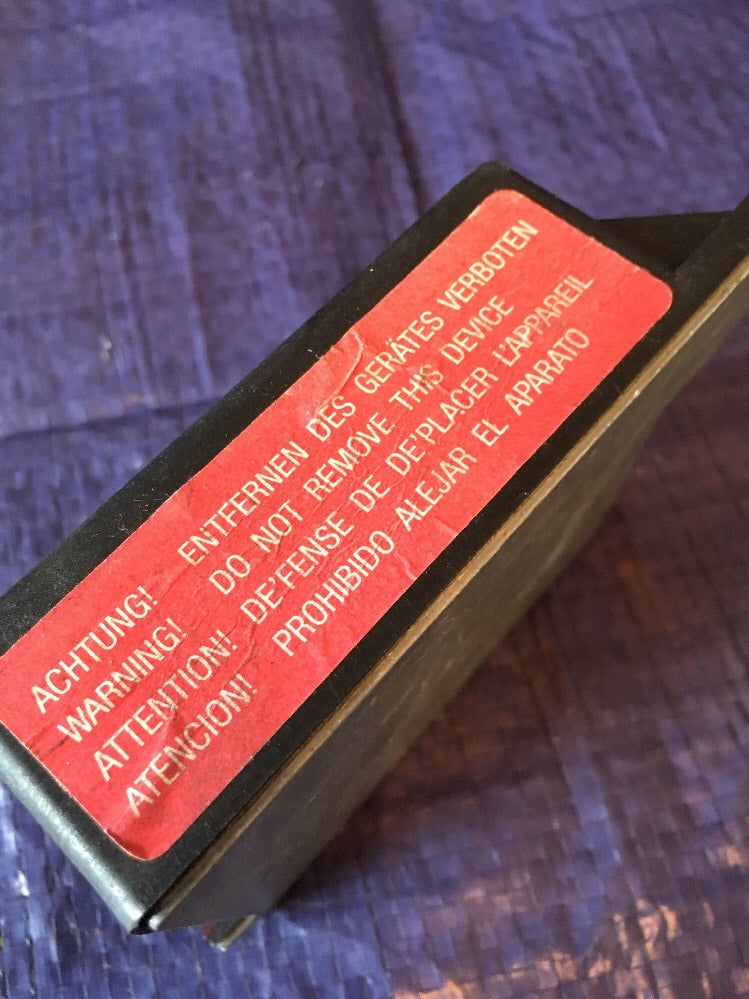 ACHTUNG! ENTFERNEN DES GERÄTES VERBOTEN
WARNING! DO NOT REMOVE THIS DEVICE
ATTENTION! DE'FENSE DE DE'PLACER L'APPAREIL
ATENCION! PROHIBIDO ALEJAR EL APARATO